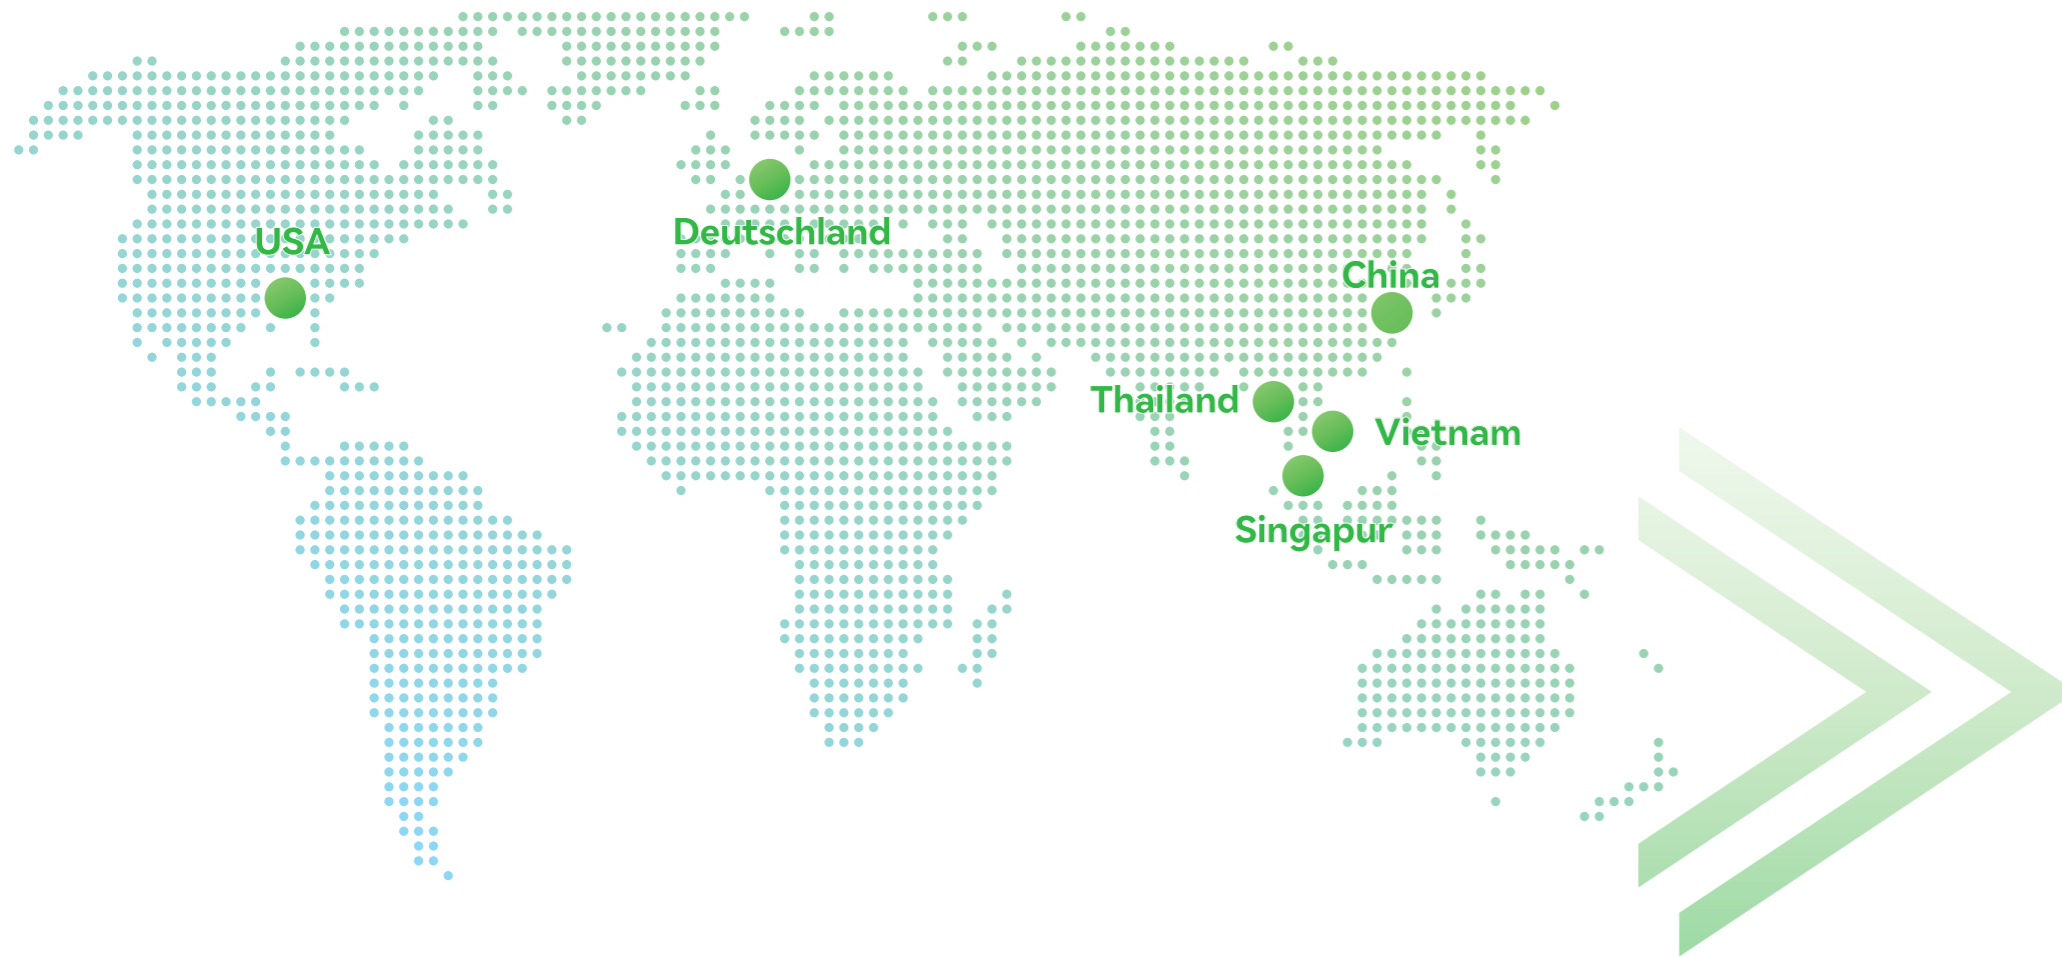 Deutschland
USA
China
Thailand
Vietnam
Singapur